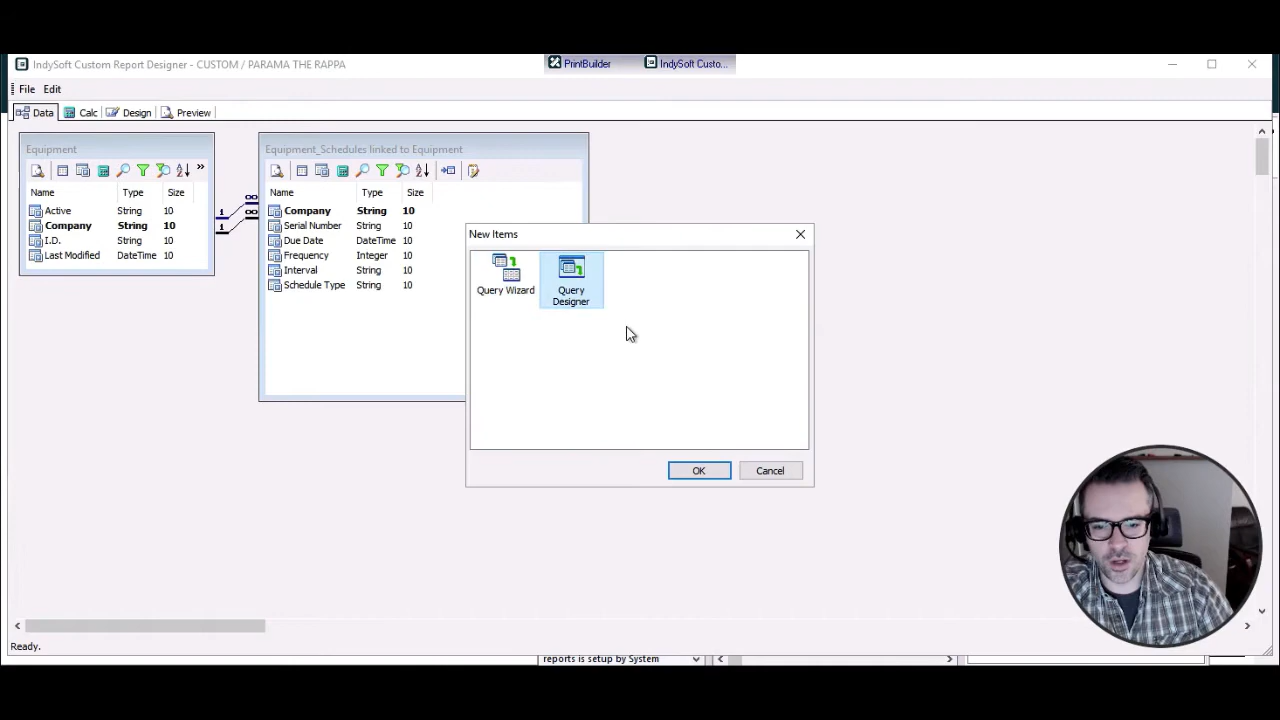 IndySoft Custom Report Designer - CUSTOM / PARAMA THE RAPPA
PrintBuilder
IndySoft Custo...
File Edit
Data Calc Design Preview
Equipment
Name Type Size
Active String 10
Company String 10
I.D. String 10
Last Modified DateTime 10
1
1
Equipment_Schedules linked to Equipment
Name Type Size
Company String 10
Serial Number String 10
Due Date DateTime 10
Frequency Integer 10
Interval String 10
Schedule Type String 10
New Items
Query Wizard
Query
Designer
OK Cancel
Ready.
reports is setup by System